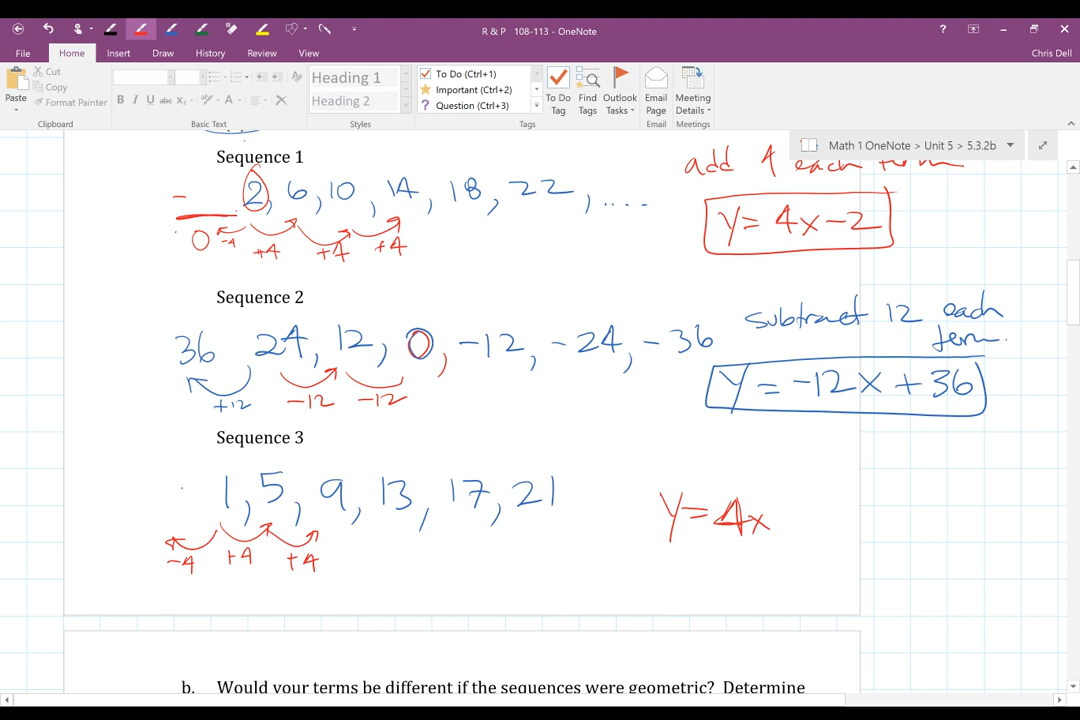 R & P 108-113 - OneNote
File Home Insert Draw History Review View
Chris Dell
Paste
Cut
Copy
Format Painter
Clipboard
B I U abc X₂ A
Basic Text
Heading 1
Heading 2
Styles
To Do (Ctrl+1)
Important (Ctrl+2)
Question (Ctrl+3)
To Do Tag
Find Tags
Outlook Tasks
Tags
Email Page
Email
Meeting Details
Meetings
Math 1 OneNote > Unit 5 > 5.3.2b
Sequence 1
add 4 each term
2, 6, 10, 14, 18, 22, ....
y = 4x - 2
0 -4 +4 +4 +4
Sequence 2
subtract 12 each term.
36 24, 12, 0, -12, -24, -36
y = -12x + 36
+12 -12 -12
Sequence 3
1, 5, 9, 13, 17, 21
y = 4x
-4 +4 +4
b. Would your terms be different if the sequences were geometric? Determine